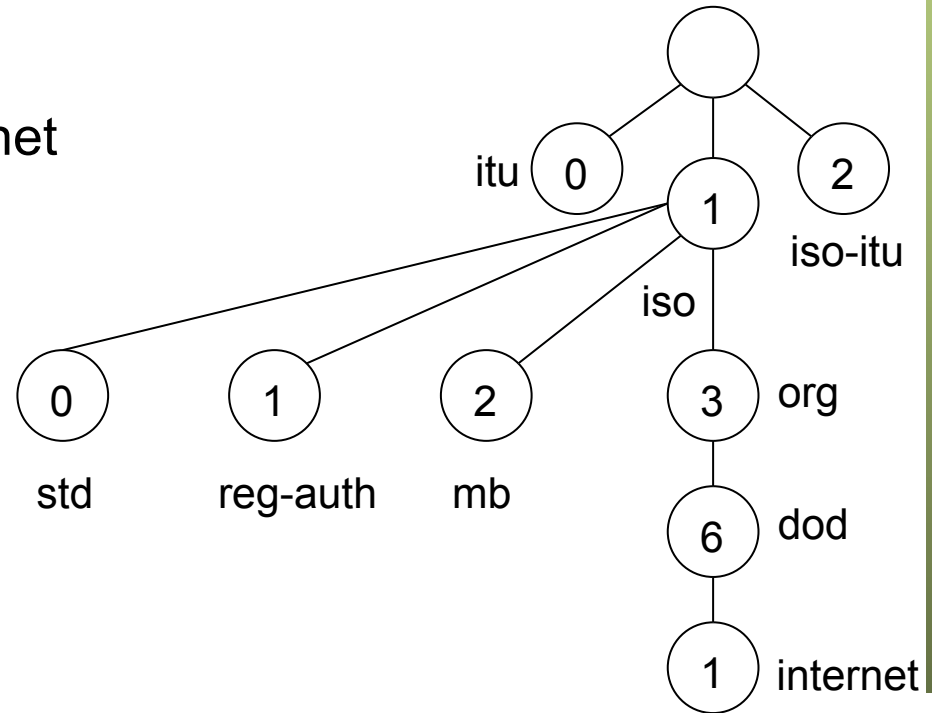 net
itu 0 2
1
iso-itu
iso
0 1 2 3 org
std reg-auth mb
6 dod
1 internet